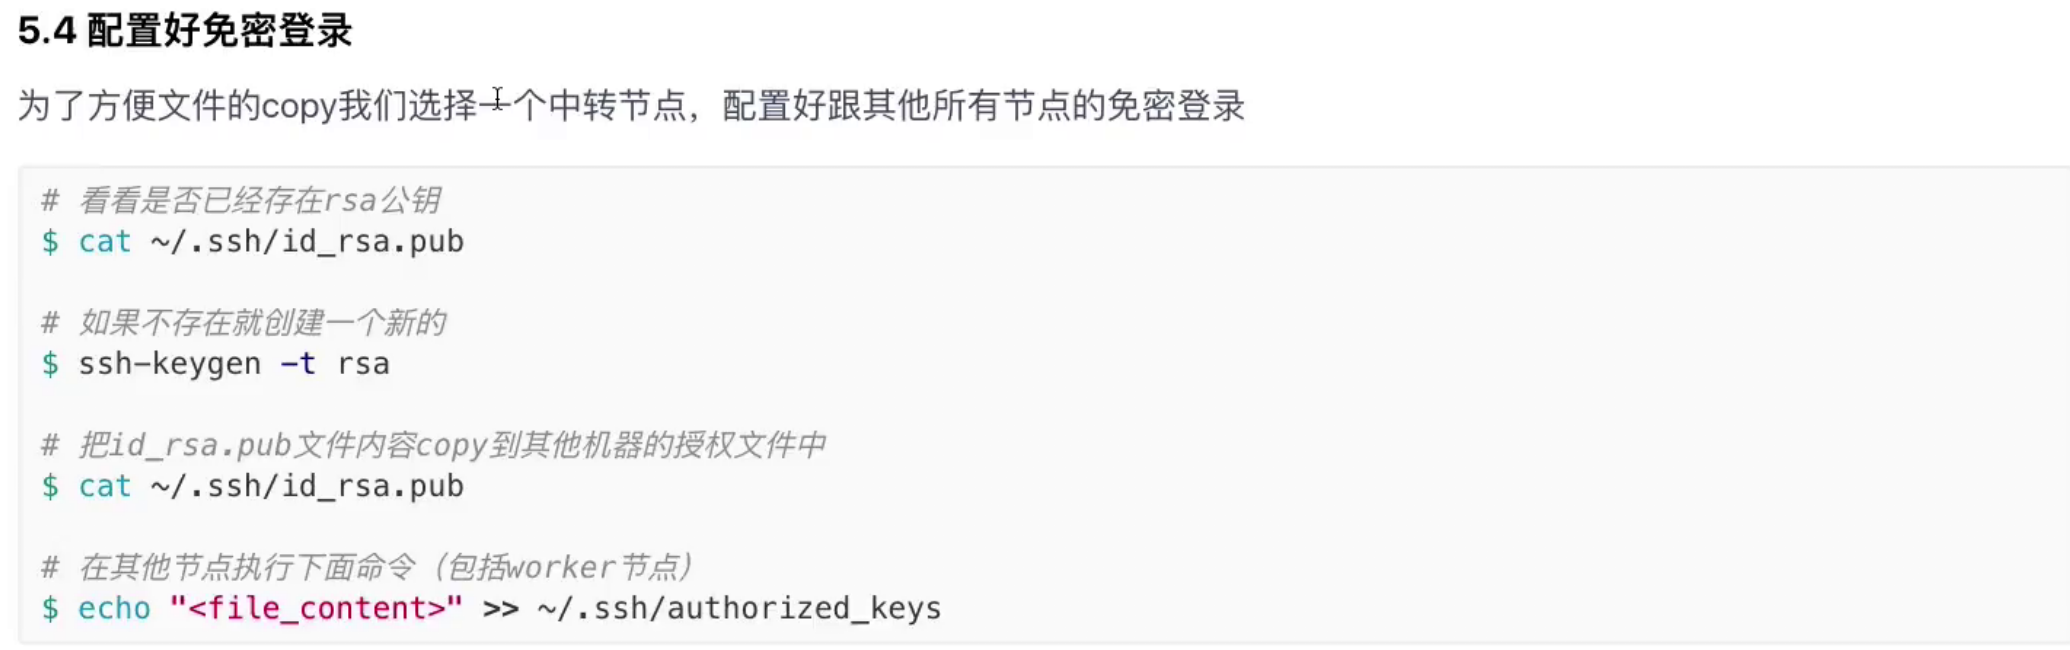 5.4 配置好免密登录
为了方便文件的copy我们选择一个中转节点，配置好跟其他所有节点的免密登录
# 看看是否已经存在rsa公钥
$ cat ~/.ssh/id_rsa.pub
# 如果不存在就创建一个新的
$ ssh-keygen -t rsa
# 把id_rsa.pub文件内容copy到其他机器的授权文件中
$ cat ~/.ssh/id_rsa.pub
# 在其他节点执行下面命令（包括worker节点）
$ echo "<file_content>" >> ~/.ssh/authorized_keys